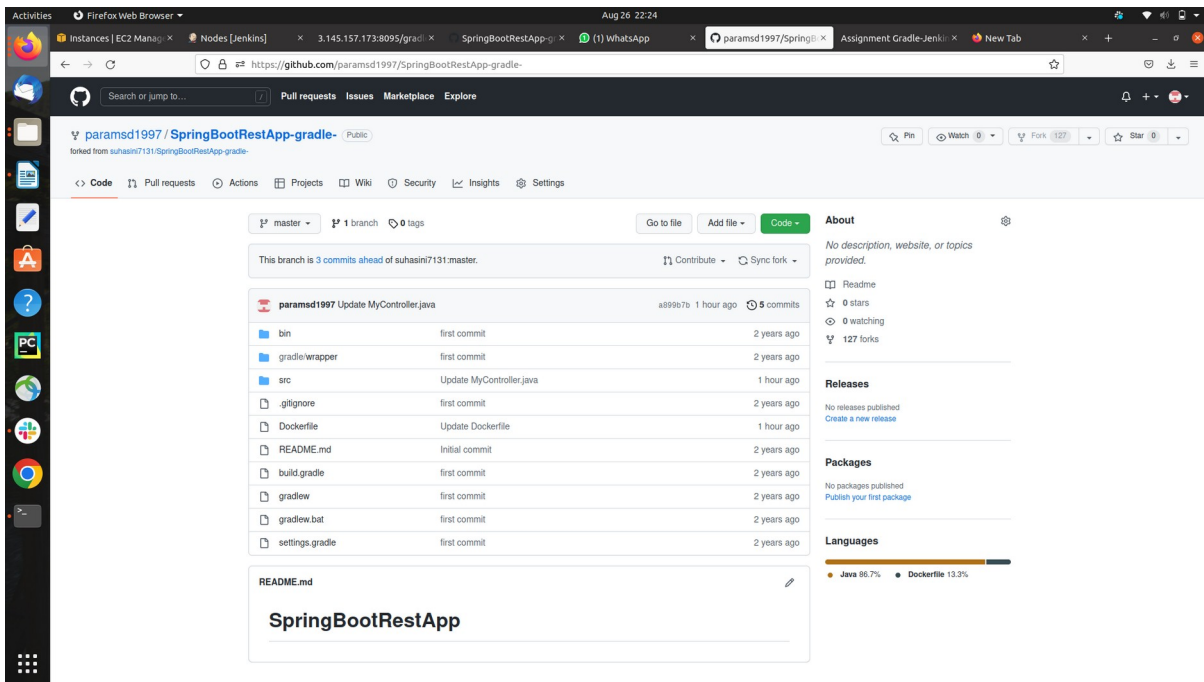 Activities Firefox Web Browser Aug 26 22:24
Instances | EC2 Manag Nodes [Jenkins] 3.145.157.173:8095/gradl SpringBootRestApp-g (1) WhatsApp paramsd1997/SpringB Assignment Gradle-Jenkin New Tab
https://github.com/paramsd1997/SpringBootRestApp-gradle-
Search or jump to... / Pull requests Issues Marketplace Explore
paramsd1997 / SpringBootRestApp-gradle- Public Pin Watch 0 Fork 127 Star 0
forked from suhasini7131/SpringBootRestApp-gradle-
Code Pull requests Actions Projects Wiki Security Insights Settings
master 1 branch 0 tags Go to file Add file Code
This branch is 3 commits ahead of suhasini7131:master. Contribute Sync fork
paramsd1997 Update MyController.java a899b7b 1 hour ago 5 commits
bin first commit 2 years ago
gradle/wrapper first commit 2 years ago
src Update MyController.java 1 hour ago
.gitignore first commit 2 years ago
Dockerfile Update Dockerfile 1 hour ago
README.md Initial commit 2 years ago
build.gradle first commit 2 years ago
gradlew first commit 2 years ago
gradlew.bat first commit 2 years ago
settings.gradle first commit 2 years ago
README.md
SpringBootRestApp
About
No description, website, or topics
provided.
Readme
0 stars
0 watching
127 forks
Releases
No releases published
Create a new release
Packages
No packages published
Publish your first package
Languages
Java 86.7% Dockerfile 13.3%